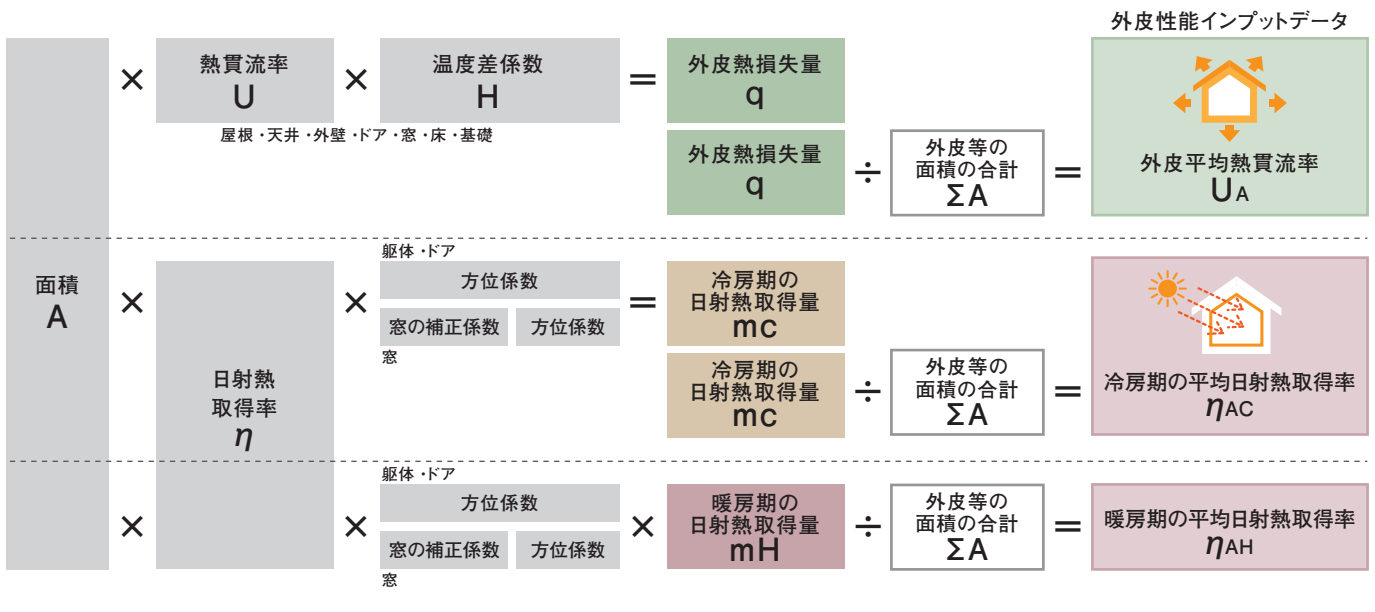 外皮性能インプットデータ
面積
A
×
熱貫流率
U
×
温度差係数
H
=
外皮熱損失量
q
屋根・天井・外壁・ドア・窓・床・基礎
外皮熱損失量
q
÷
外皮等の
面積の合計
ΣA
=
外皮平均熱貫流率
UA
×
日射熱
取得率
η
×
躯体・ドア
方位係数
窓の補正係数
方位係数
窓
=
冷房期の
日射熱取得量
mc
冷房期の
日射熱取得量
mc
÷
外皮等の
面積の合計
ΣA
=
冷房期の平均日射熱取得率
ηAC
×
×
躯体・ドア
方位係数
窓の補正係数
方位係数
窓
×
暖房期の
日射熱取得量
mH
÷
外皮等の
面積の合計
ΣA
=
暖房期の平均日射熱取得率
ηAH